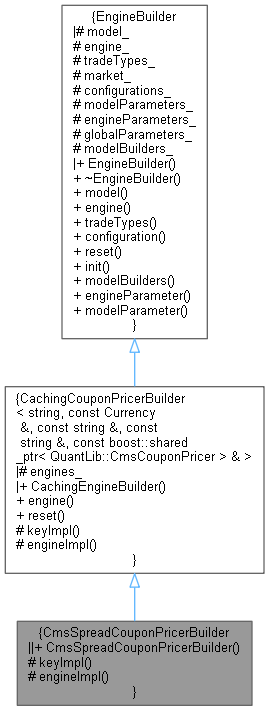 {EngineBuilder
|# model_
# engine_
# tradeTypes_
# market_
# configurations_
# modelParameters_
# engineParameters_
# globalParameters_
# modelBuilders_
|+ EngineBuilder()
+ ~EngineBuilder()
+ model()
+ engine()
+ tradeTypes()
+ configuration()
+ reset()
+ init()
+ modelBuilders()
+ engineParameter()
+ modelParameter()
}
{CachingCouponPricerBuilder
< string, const Currency
&, const string &, const
string &, const boost::shared
_ptr< QuantLib::CmsCouponPricer > & >
|# engines_
|+ CachingEngineBuilder()
+ engine()
+ reset()
# keyImpl()
# engineImpl()
}
{CmsSpreadCouponPricerBuilder
||+ CmsSpreadCouponPricerBuilder()
# keyImpl()
# engineImpl()
}